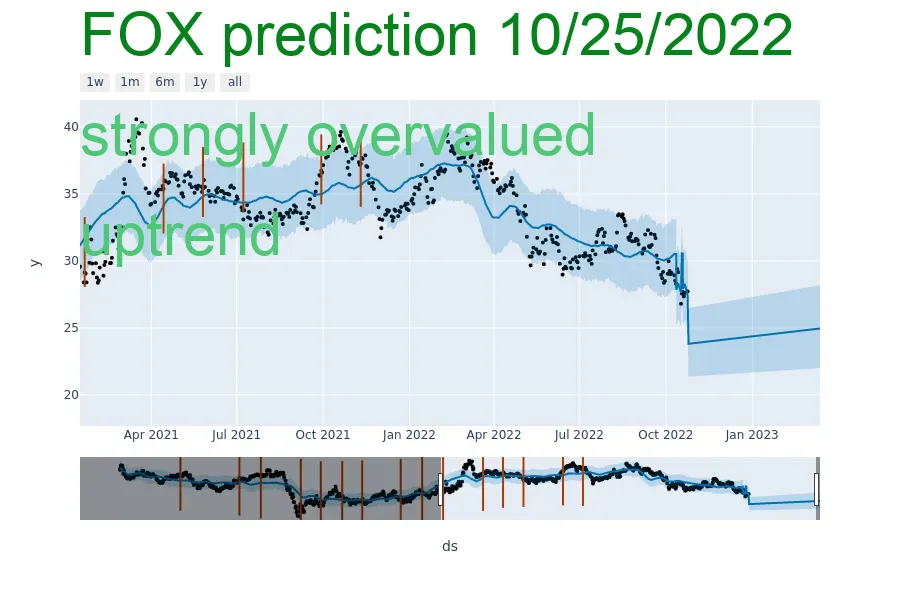 FOX prediction 10/25/2022
1w 1m 6m 1y all
40
strongly overvalued
35
uptrend
30
y
25
20
Apr 2021 Jul 2021 Oct 2021 Jan 2022 Apr 2022 Jul 2022 Oct 2022 Jan 2023
ds